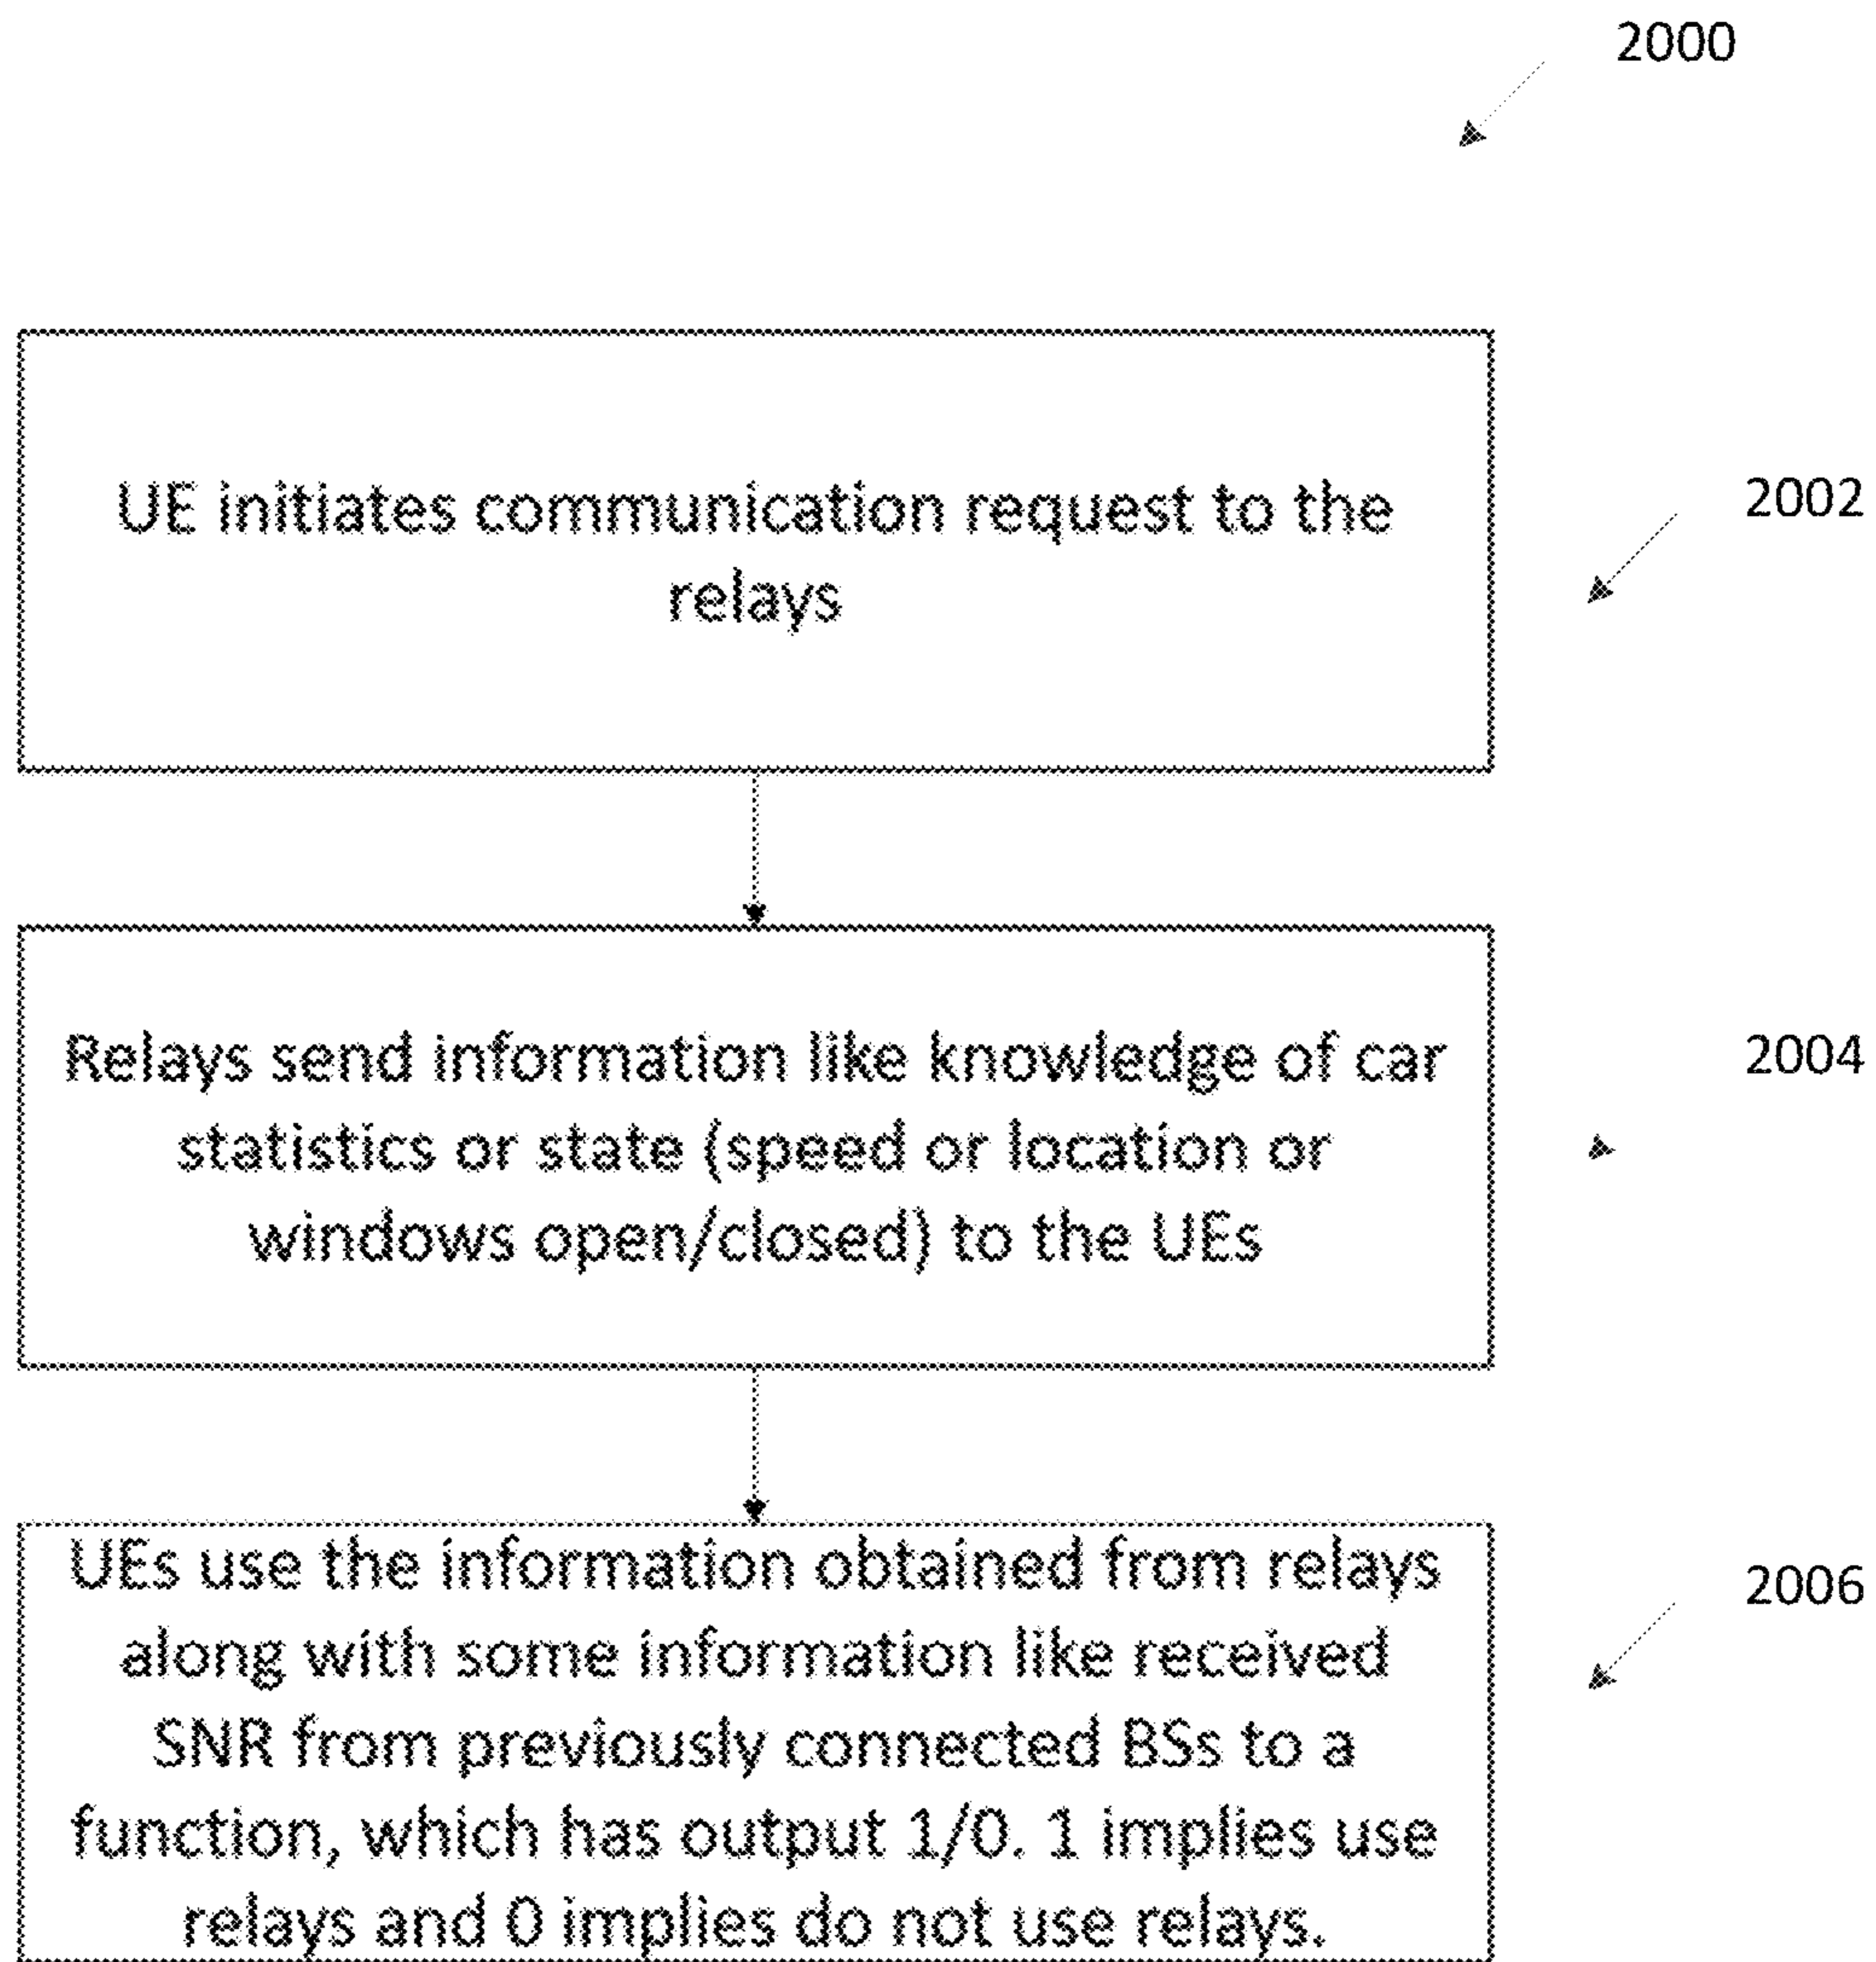 2000
UE initiates communication request to the
relays
2002
Relays send information like knowledge of car
statistics or state (speed or location or
windows open/closed) to the UEs
2004
UEs use the information obtained from relays
along with some information like received
SNR from previously connected BSs to a
function, which has output 1/0. 1 implies use
relays and 0 implies do not use relays.
2006